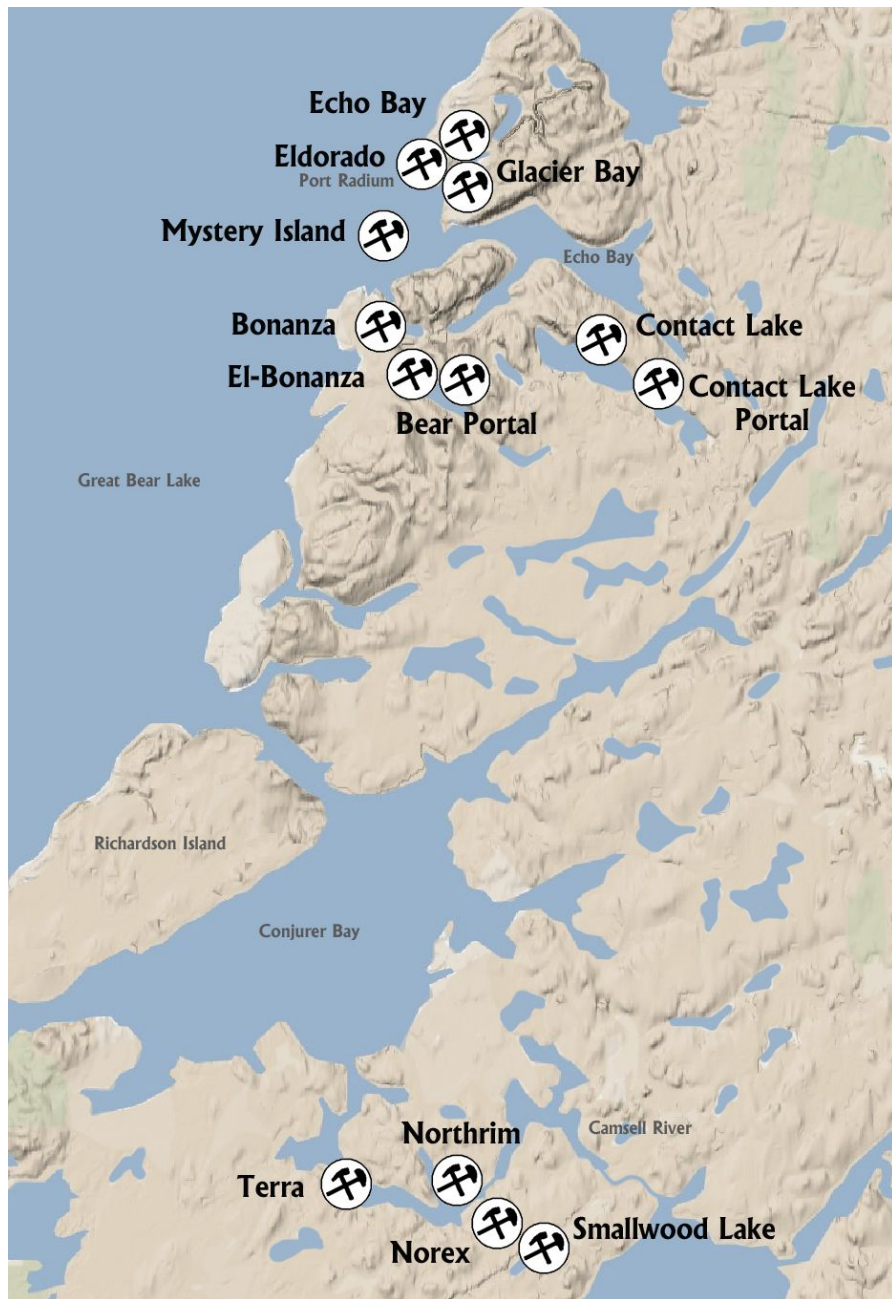 Echo Bay
Eldorado
Port Radium
Glacier Bay
Mystery Island
Echo Bay
Bonanza
Contact Lake
El-Bonanza
Bear Portal
Contact Lake
Portal
Great Bear Lake
Richardson Island
Conjurer Bay
Camsell River
Northrim
Terra
Norex
Smallwood Lake